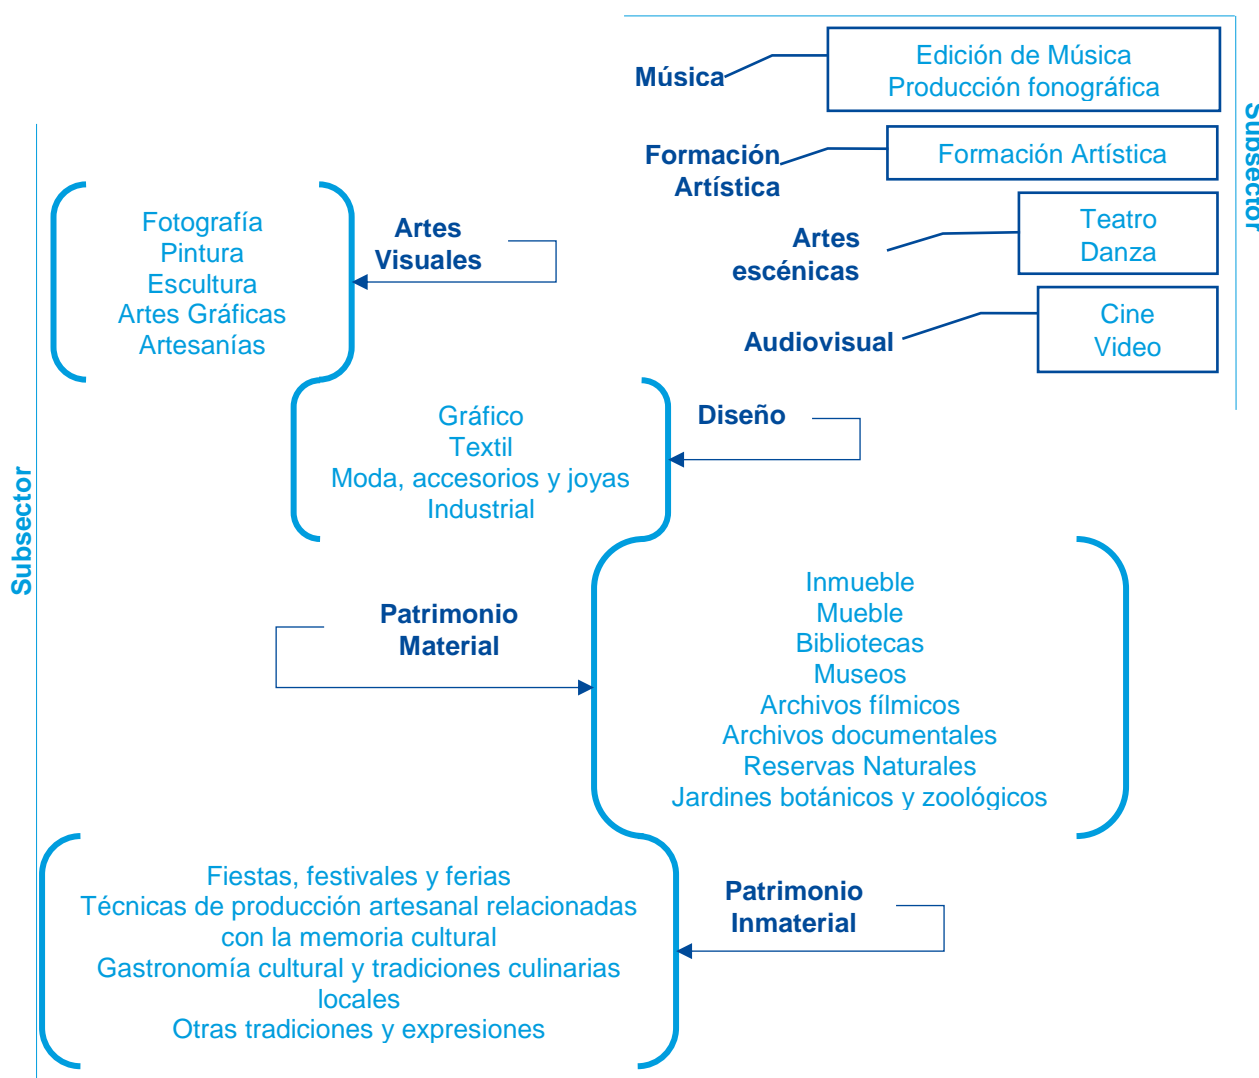 Música
Edición de Música
Producción fonográfica
Subsector
Formación
Artística
Formación Artística
Artes
escénicas
Teatro
Danza
Audiovisual
Cine
Video
Subsector
Fotografía
Pintura
Escultura
Artes Gráficas
Artesanías
Artes
Visuales
Gráfico
Textil
Moda, accesorios y joyas
Industrial
Diseño
Patrimonio
Material
Inmueble
Mueble
Bibliotecas
Museos
Archivos fílmicos
Archivos documentales
Reservas Naturales
Jardines botánicos y zoológicos
Fiestas, festivales y ferias
Técnicas de producción artesanal relacionadas
con la memoria cultural
Gastronomía cultural y tradiciones culinarias
locales
Otras tradiciones y expresiones
Patrimonio
Inmaterial